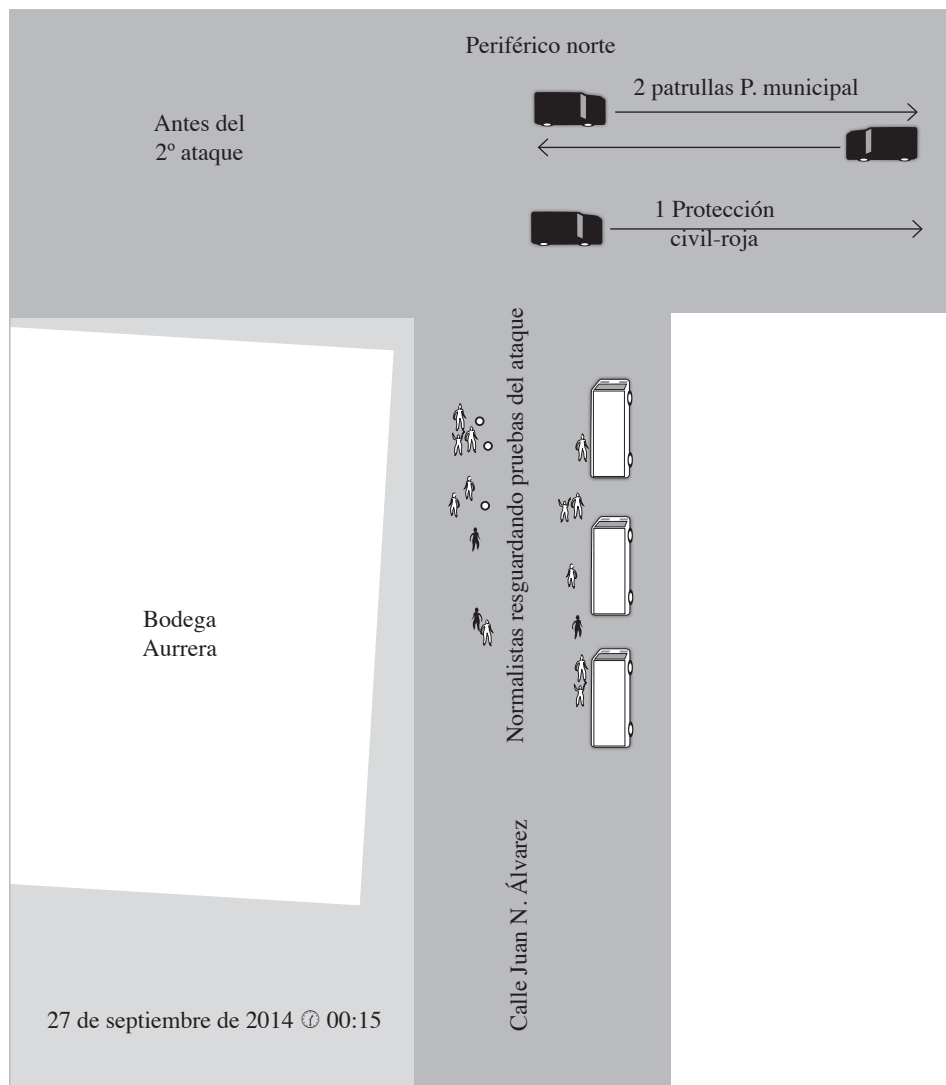 Periférico norte
Antes del
2º ataque
2 patrullas P. municipal
1 Protección
civil-roja
Normalistas resguardando pruebas del ataque
Bodega
Aurrera
Calle Juan N. Álvarez
27 de septiembre de 2014 00:15